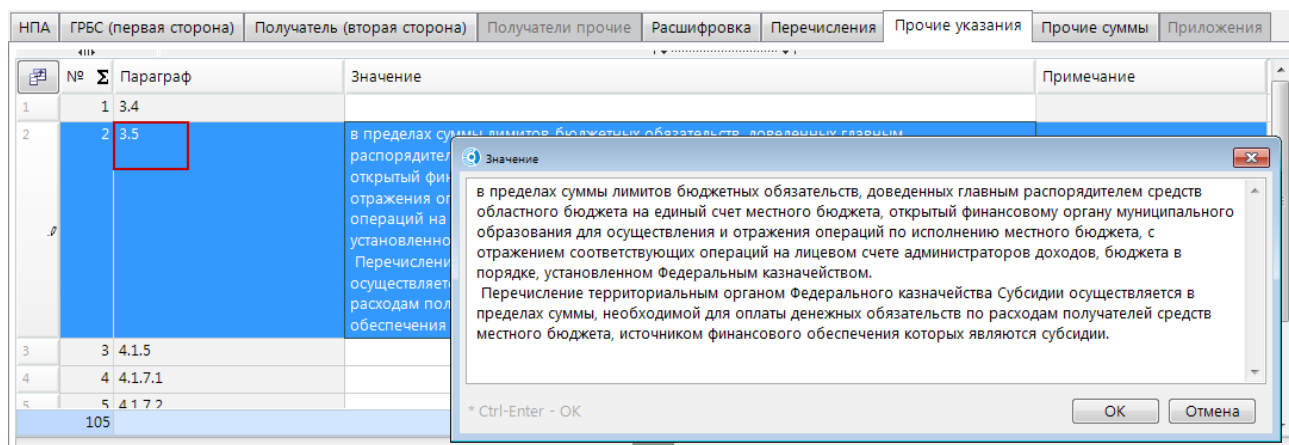 НПА ГРБС (первая сторона) Получатель (вторая сторона) Получатели прочие Расшифровка Перечисления Прочие указания Прочие суммы Приложения
№ Σ Параграф Значение Примечание
1 1 3.4
2 2 3.5 в пределах суммы лимитов бюджетных обязательств, доведенных главным
распорядител
открытый фин
отражения оп
операций на
установленно
Перечислени
осуществляет
расходам пол
обеспечения
Значение
в пределах суммы лимитов бюджетных обязательств, доведенных главным распорядителем средств
областного бюджета на единый счет местного бюджета, открытый финансовому органу муниципального
образования для осуществления и отражения операций по исполнению местного бюджета, с
отражением соответствующих операций на лицевом счете администраторов доходов, бюджета в
порядке, установленном Федеральным казначейством.
Перечисление территориальным органом Федерального казначейства Субсидии осуществляется в
пределах суммы, необходимой для оплаты денежных обязательств по расходам получателей средств
местного бюджета, источником финансового обеспечения которых являются субсидии.
* Ctrl-Enter - OK
OK Отмена
3 3 4.1.5
4 4 4.1.7.1
5 5 4.1.7.2
105